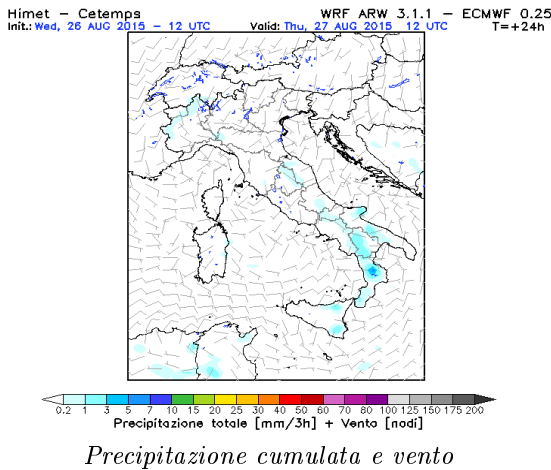 Himet – Cetemps WRF ARW 3.1.1 – ECMWF 0.25
Init.: Wed, 26 AUG 2015 – 12 UTC Valid: Thu, 27 AUG 2015 12 UTC T=+24h
0.2 1 3 5 7 10 15 20 25 30 40 50 60 70 80 100 125 150 175 200
Precipitazione totale [mm/3h] + Vento [nodi]
Precipitazione cumulata e vento